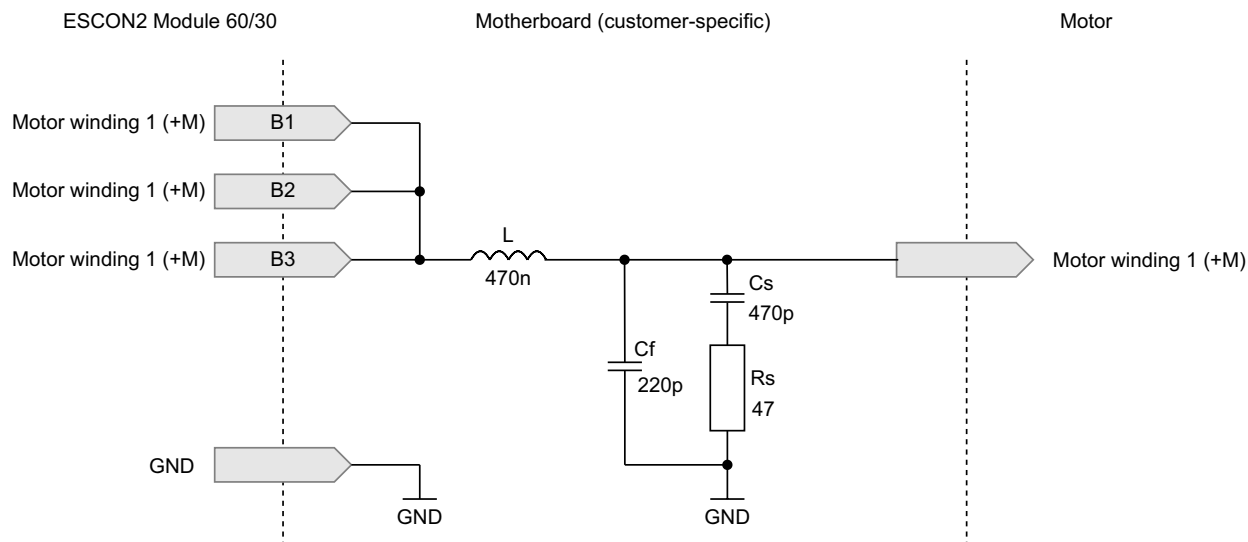 ESCON2 Module 60/30
Motherboard (customer-specific)
Motor
Motor winding 1 (+M)
B1
Motor winding 1 (+M)
B2
Motor winding 1 (+M)
B3
L
470n
Motor winding 1 (+M)
Cs
470p
Cf
220p
Rs
47
GND
GND
GND